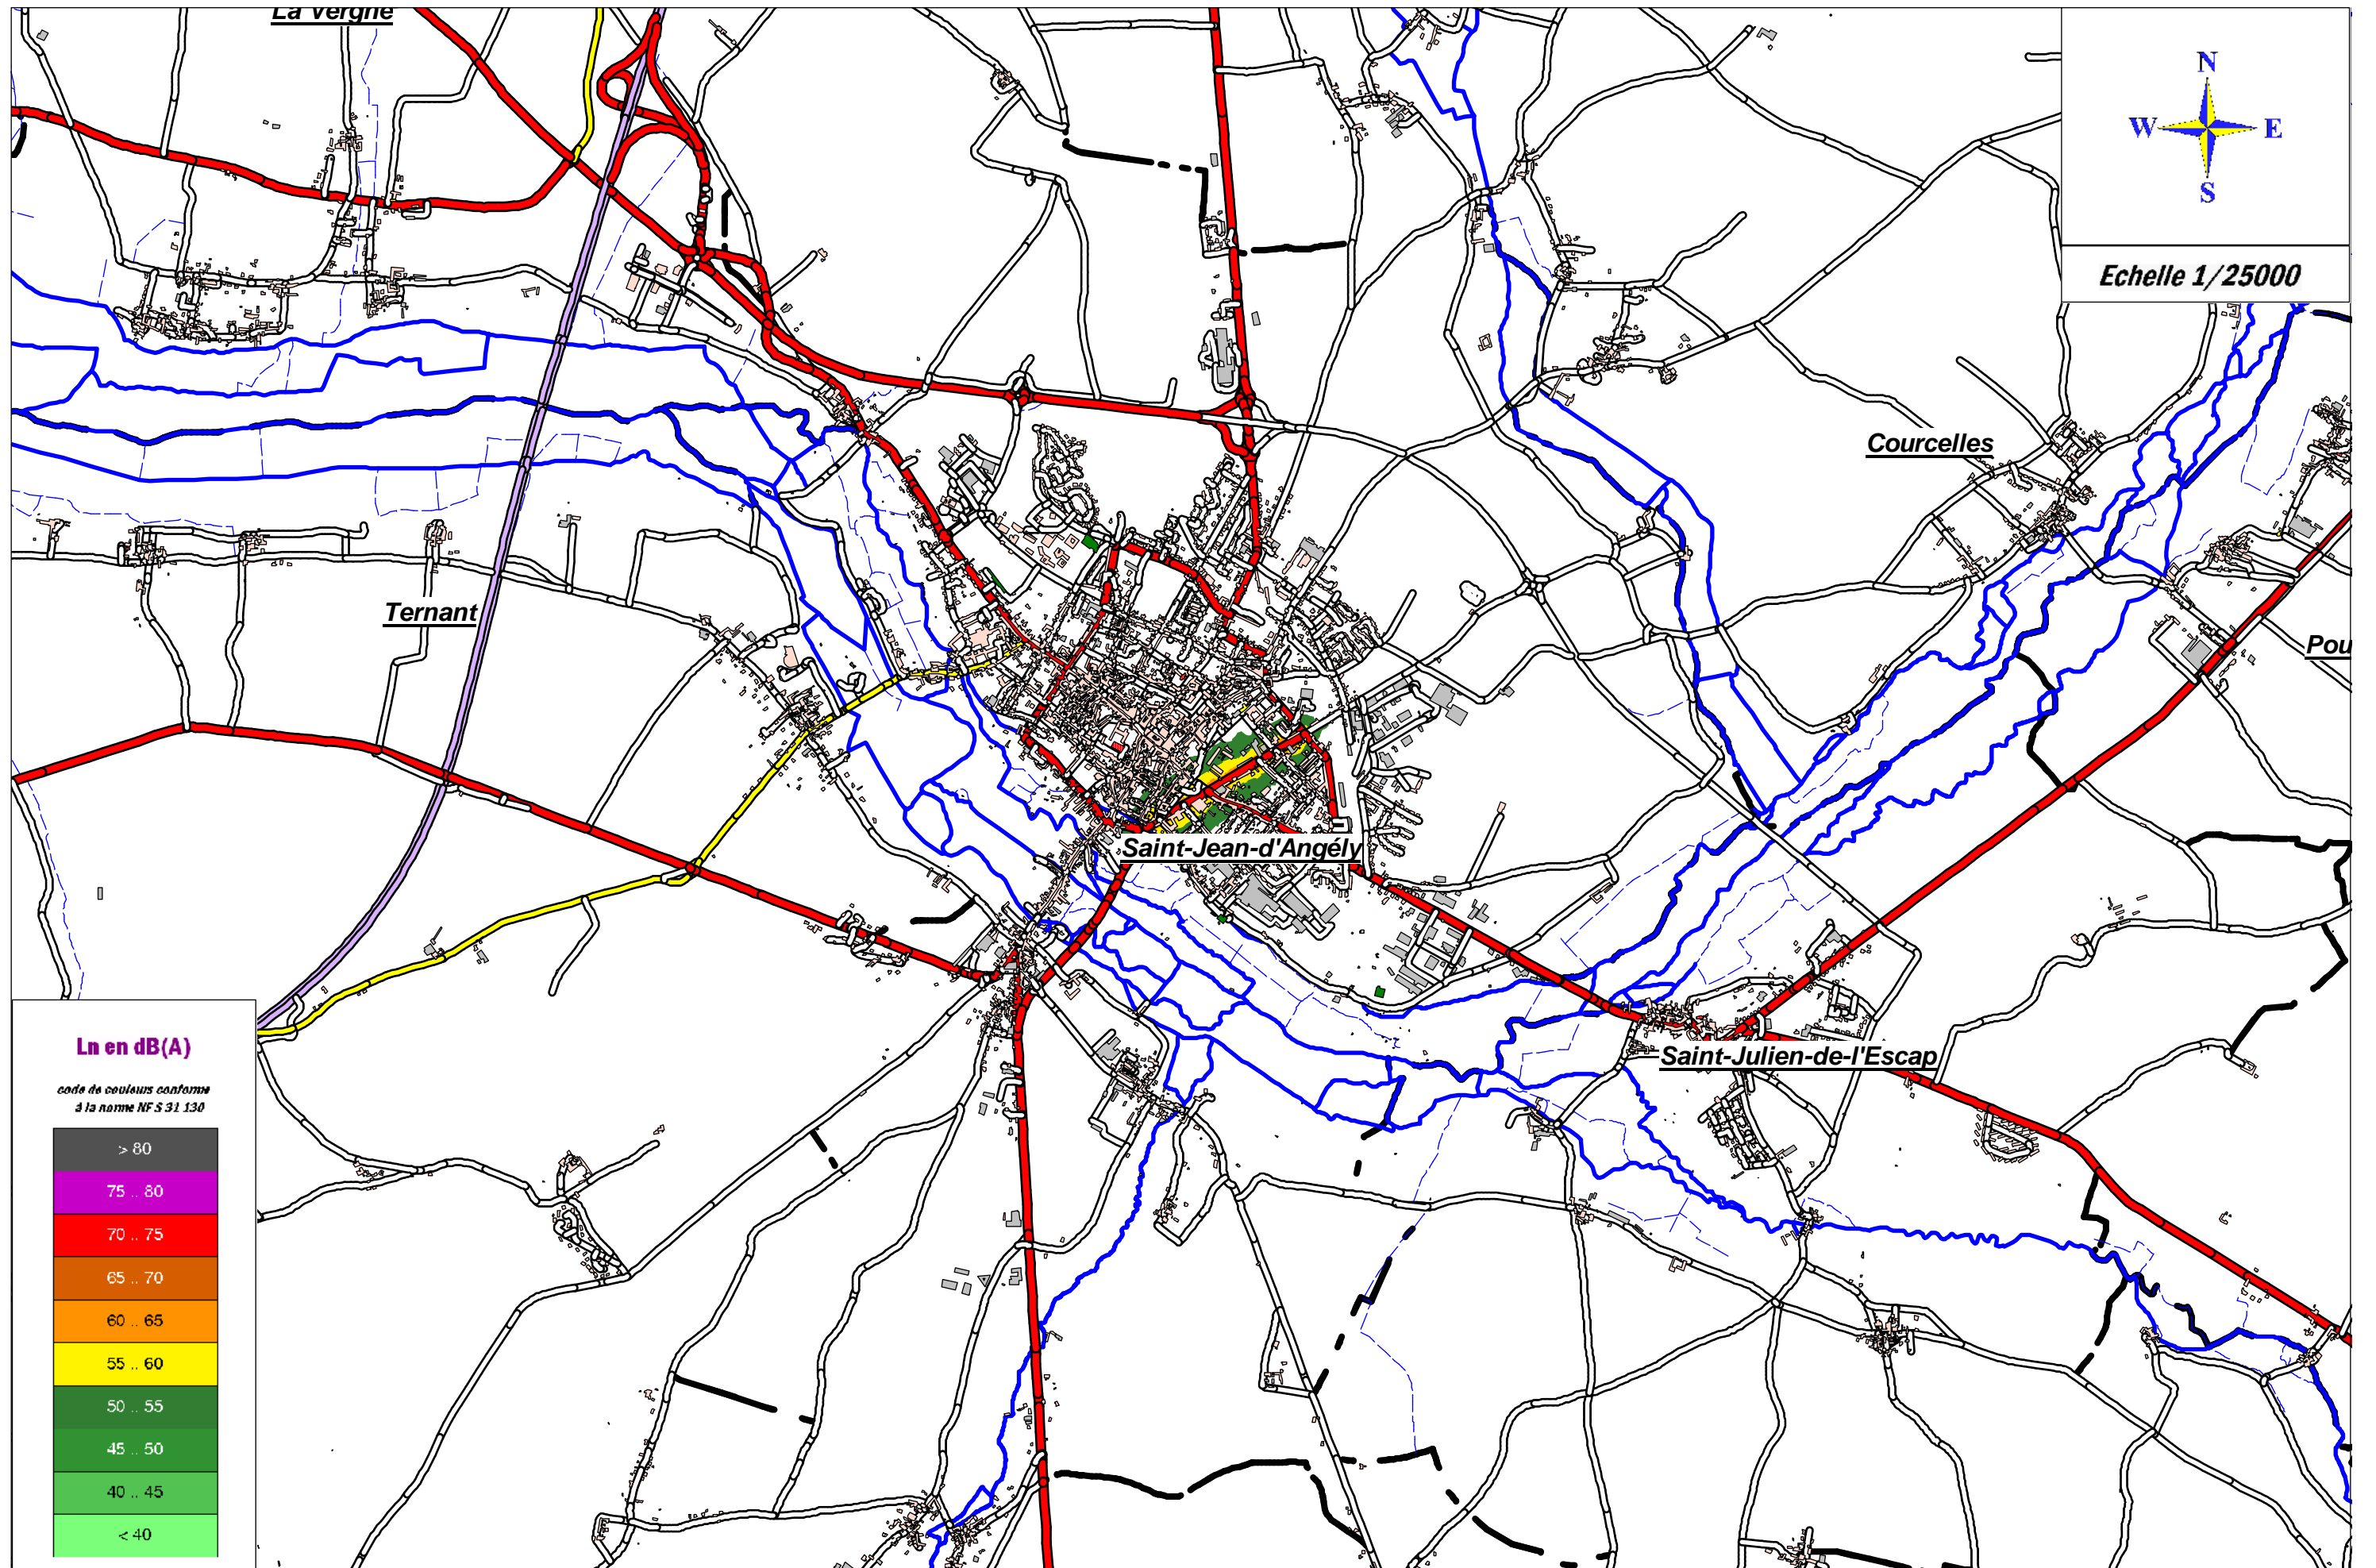 La Vergne
N
W E
S
Echelle 1/25000
Courcelles
Ternant
Pou
Saint-Jean-d'Angély
Saint-Julien-de-l'Escap
Ln en dB(A)
code de couleurs conforme
à la norme NF S 31 130
> 80
75 .. 80
70 .. 75
65 .. 70
60 .. 65
55 .. 60
50 .. 55
45 .. 50
40 .. 45
< 40